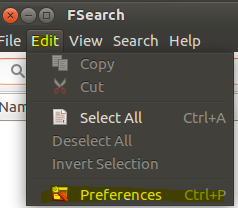 FSearch
File Edit View Search Help
Copy
Cut
Nam
Select All Ctrl+A
Deselect All
Invert Selection
Preferences Ctrl+P